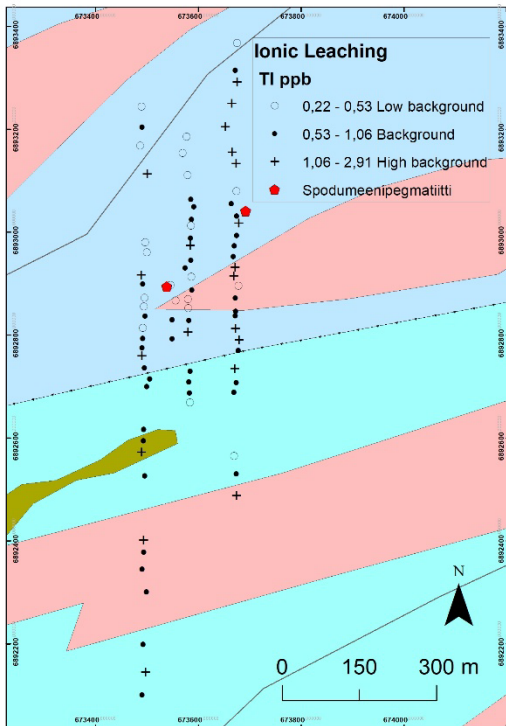 673400
673600
673800
674000
6893400
6893400
Ionic Leaching
Tl ppb
0,22 - 0,53 Low background
0,53 - 1,06 Background
1,06 - 2,91 High background
Spodumeenipegmatiitti
6893200
6893200
6893000
6893000
6892800
6892800
6892600
6892600
6892400
6892400
N
6892200
6892200
0 150 300 m
673400
673600
673800
674000